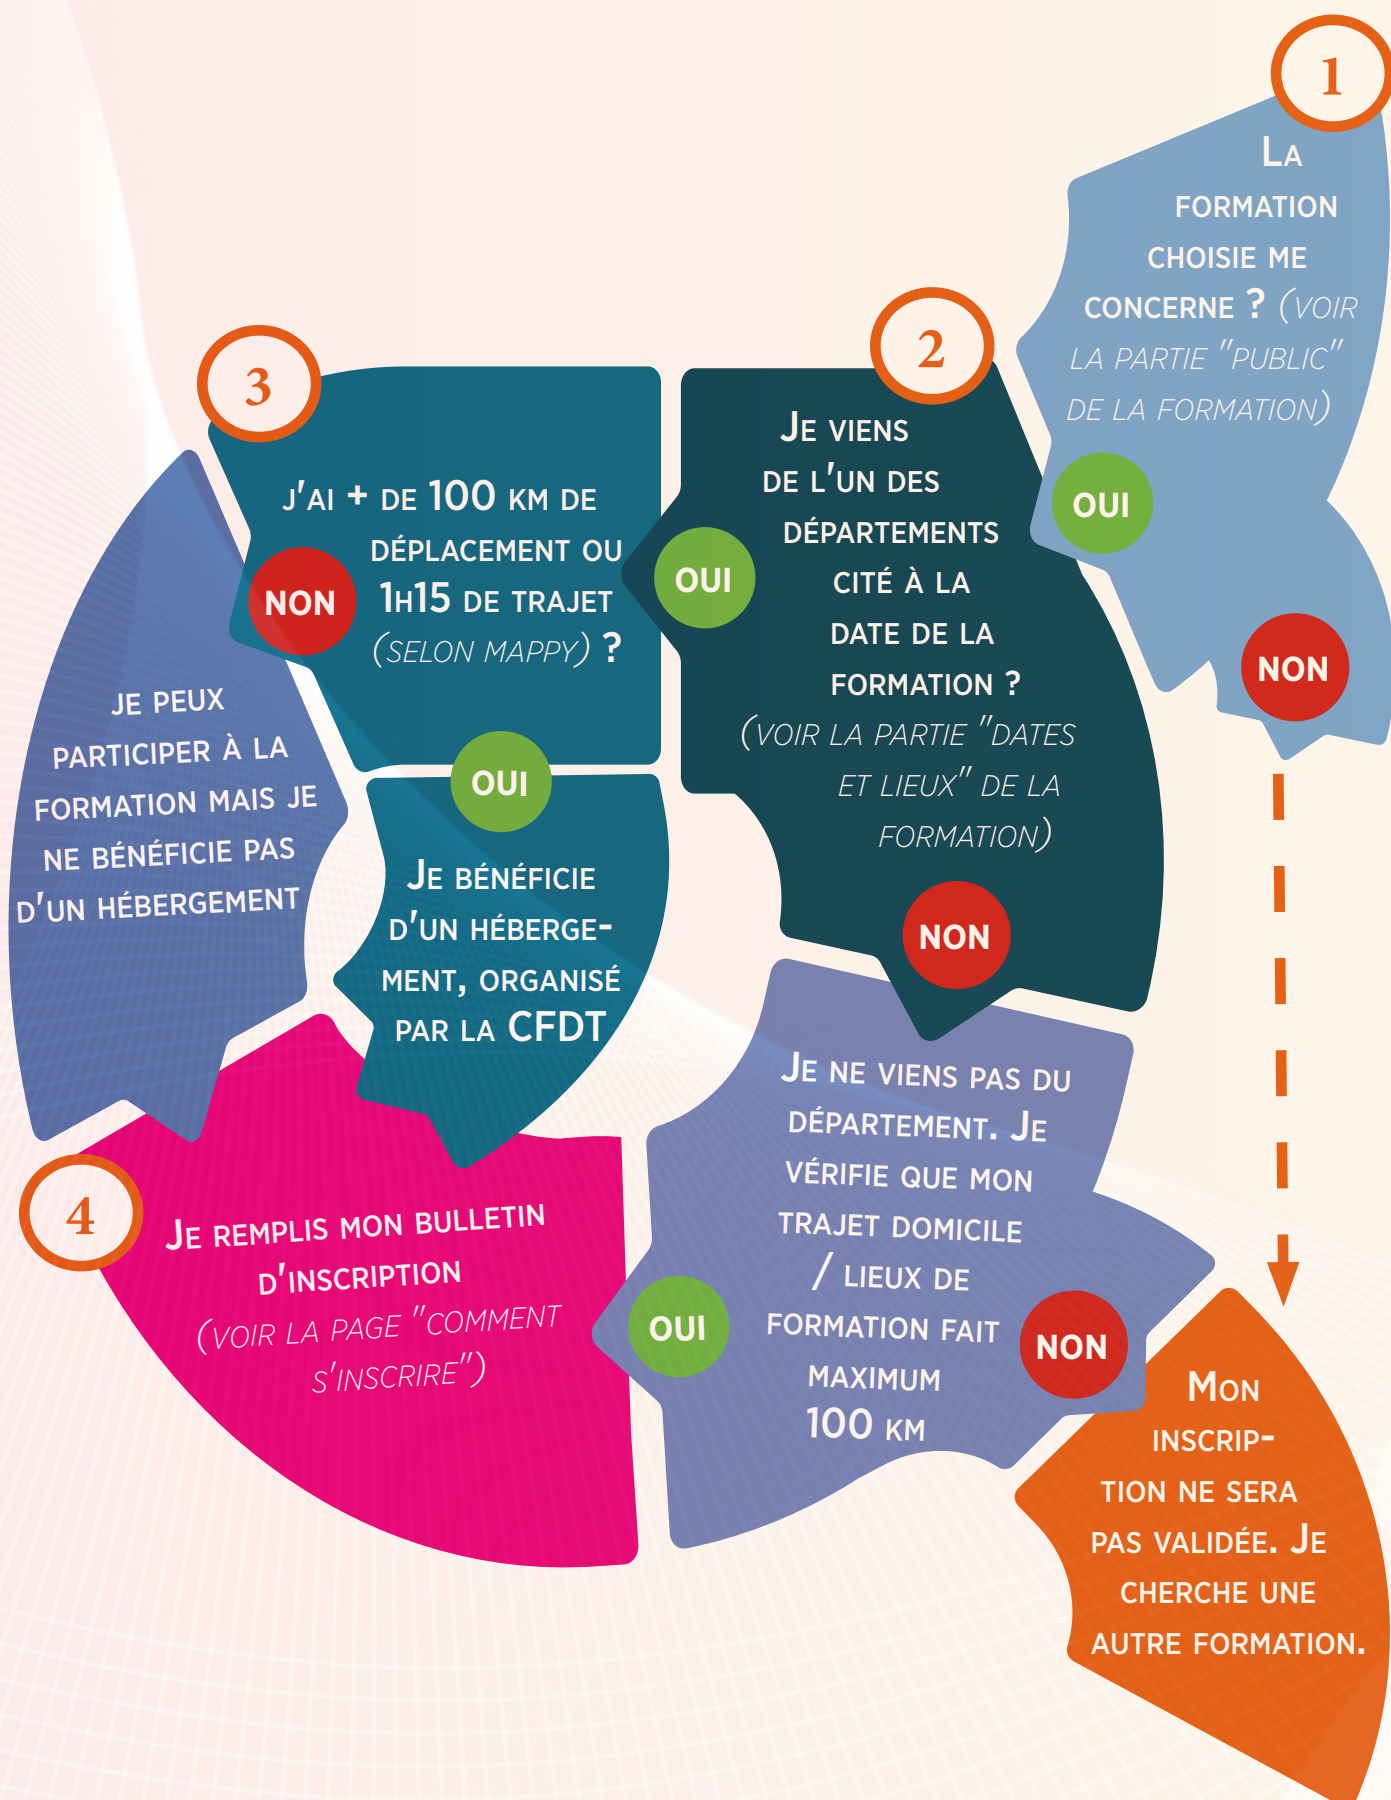 1
La
formation
choisie me
concerne ? (voir
la partie "public"
de la formation)
OUI
NON
2
Je viens
de l'un des
départements
cité à la
date de la
formation ?
(voir la partie "dates
et lieux" de la
formation)
OUI
NON
3
j'ai + de 100 km de
déplacement ou
1h15 de trajet
(selon mappy) ?
NON
OUI
je peux
participer à la
formation mais je
ne bénéficie pas
d'un hébergement
Je bénéficie
d'un héberge-
ment, organisé
par la CFDT
Je ne viens pas du
département. Je
vérifie que mon
trajet domicile
/ lieux de
formation fait
maximum
100 km
OUI
NON
4
Je remplis mon bulletin
d'inscription
(voir la page "comment
s'inscrire")
Mon
inscrip-
tion ne sera
pas validée. Je
cherche une
autre formation.